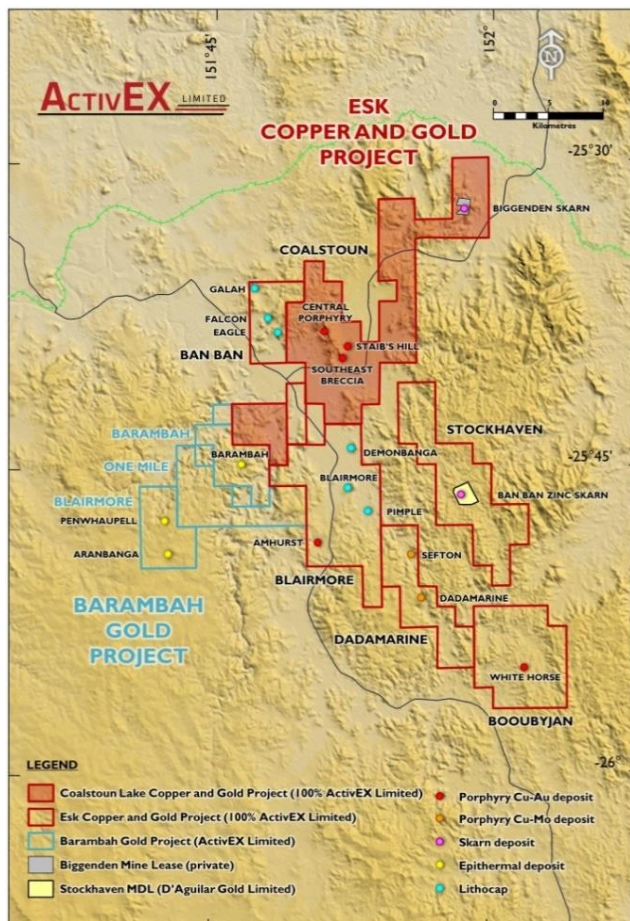 151°45'
152°
ACTIVEX
LIMITED
10
Kilometres
ESK
COPPER AND GOLD
PROJECT
-25°30'
BIGGENDEN SKARN
COALSTOUN
GALAH
CENTRAL
PORPHYRY
FALCON
EAGLE
STAIB'S HILL
BAN BAN
SOUTHEAST
BRECCIA
STOCKHAVEN
BARAMBAH
DEMONBANGA
BARAMBAH
-25°45'
ONE MILE
BLAIRMORE
BAN BAN ZINC SKARN
BLAIRMORE
PENWHAUPELL
PIMPLE
AMHURST
ARANBANGA
SEFTON
BLAIRMORE
DADAMARINE
BARAMBAH
GOLD
PROJECT
DADAMARINE
WHITE HORSE
BOOUBYJAN
-26°
LEGEND
Coalstoun Lake Copper and Gold Project (100% ActivEX Limited)
Esk Copper and Gold Project (100% ActivEX Limited)
Barambah Gold Project (ActivEX Limited)
Biggenden Mine Lease (private)
Stockhaven MDL (D'Aguilar Gold Limited)
Porphyry Cu-Au deposit
Porphyry Cu-Mo deposit
Skarn deposit
Epithermal deposit
Lithocap